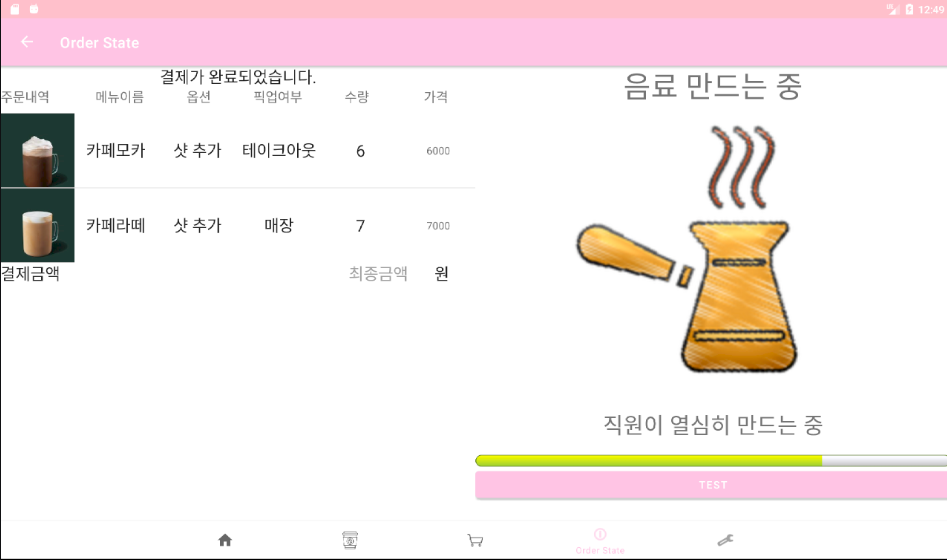 12:49
Order State
결제가 완료되었습니다.
주문내역 메뉴이름 옵션 픽업여부 수량 가격
카페모카 샷 추가 테이크아웃 6 6000
카페라떼 샷 추가 매장 7 7000
결제금액 최종금액 원
음료 만드는 중
직원이 열심히 만드는 중
TEST
Order State